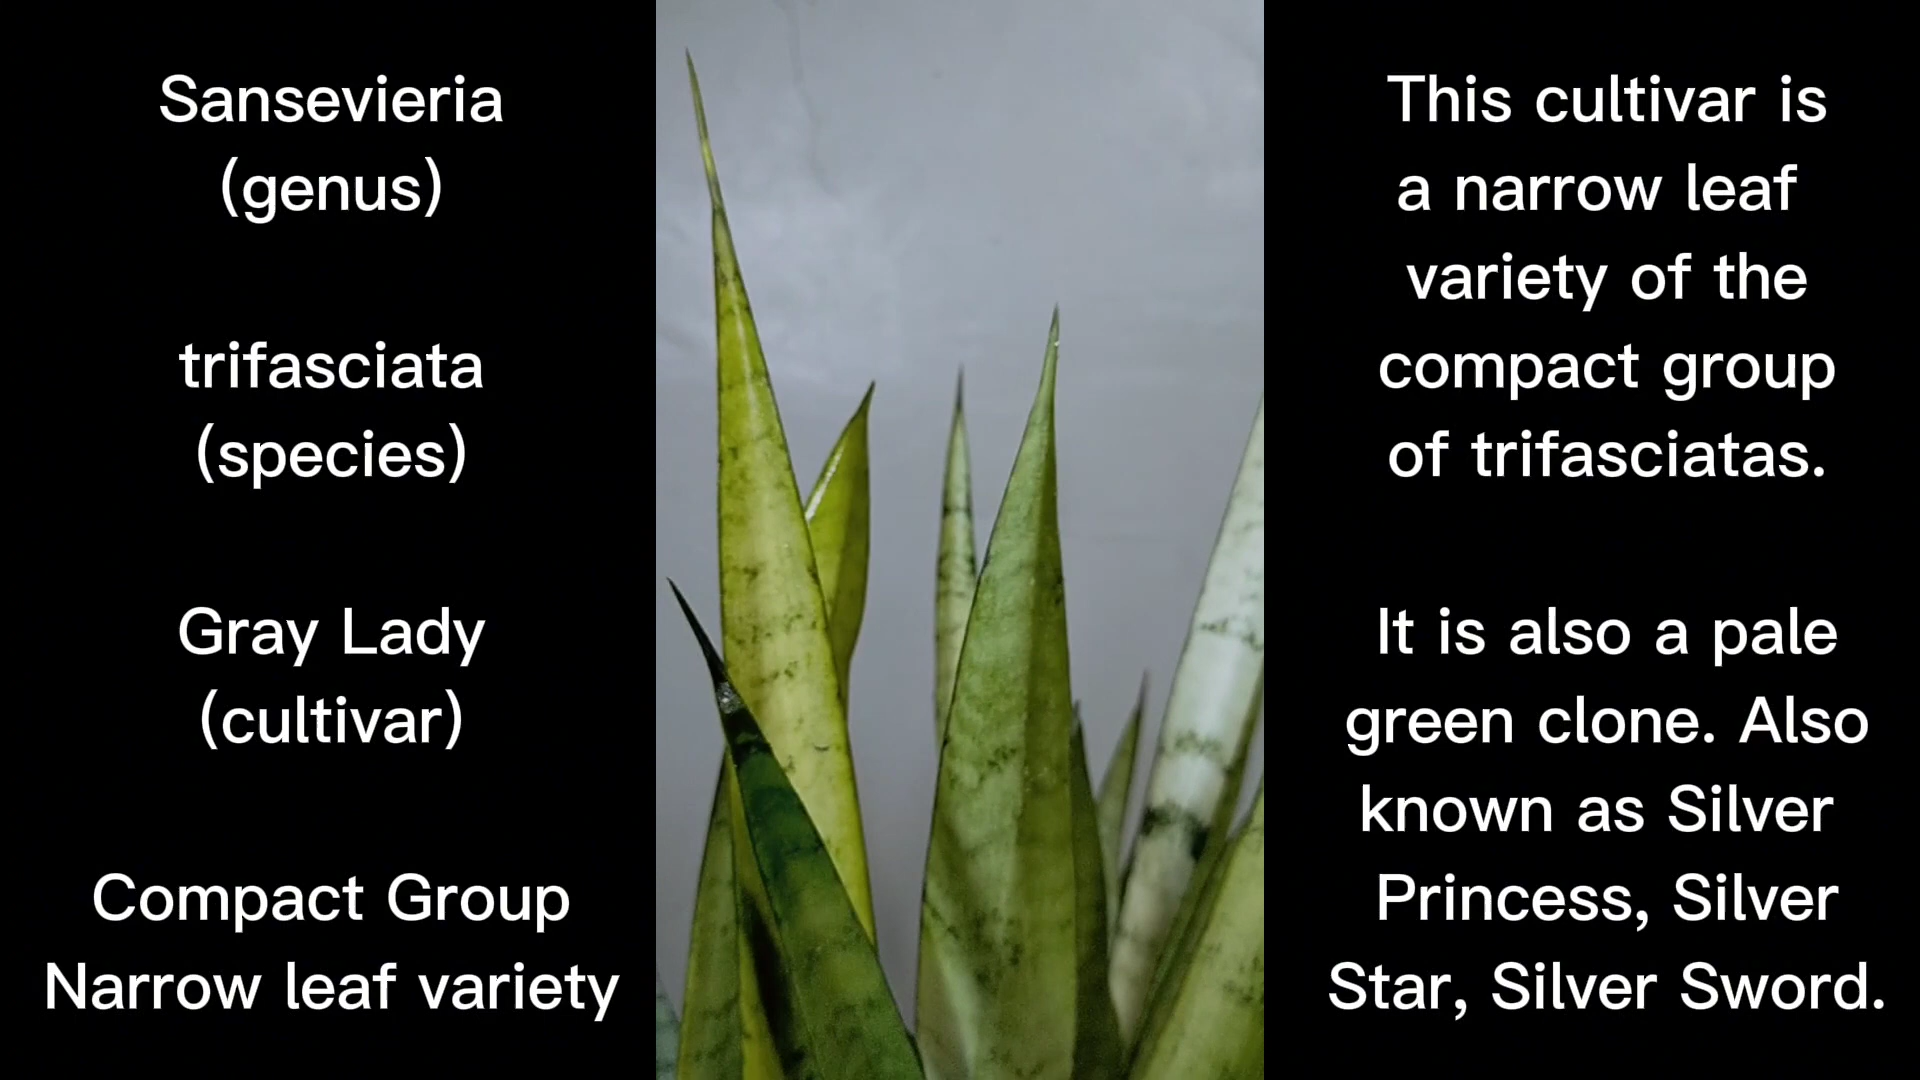 Sansevieria
(genus)
trifasciata
(species)
Gray Lady
(cultivar)
Compact Group
Narrow leaf variety
This cultivar is
a narrow leaf
variety of the
compact group
of trifasciatas.
It is also a pale
green clone. Also
known as Silver
Princess, Silver
Star, Silver Sword.